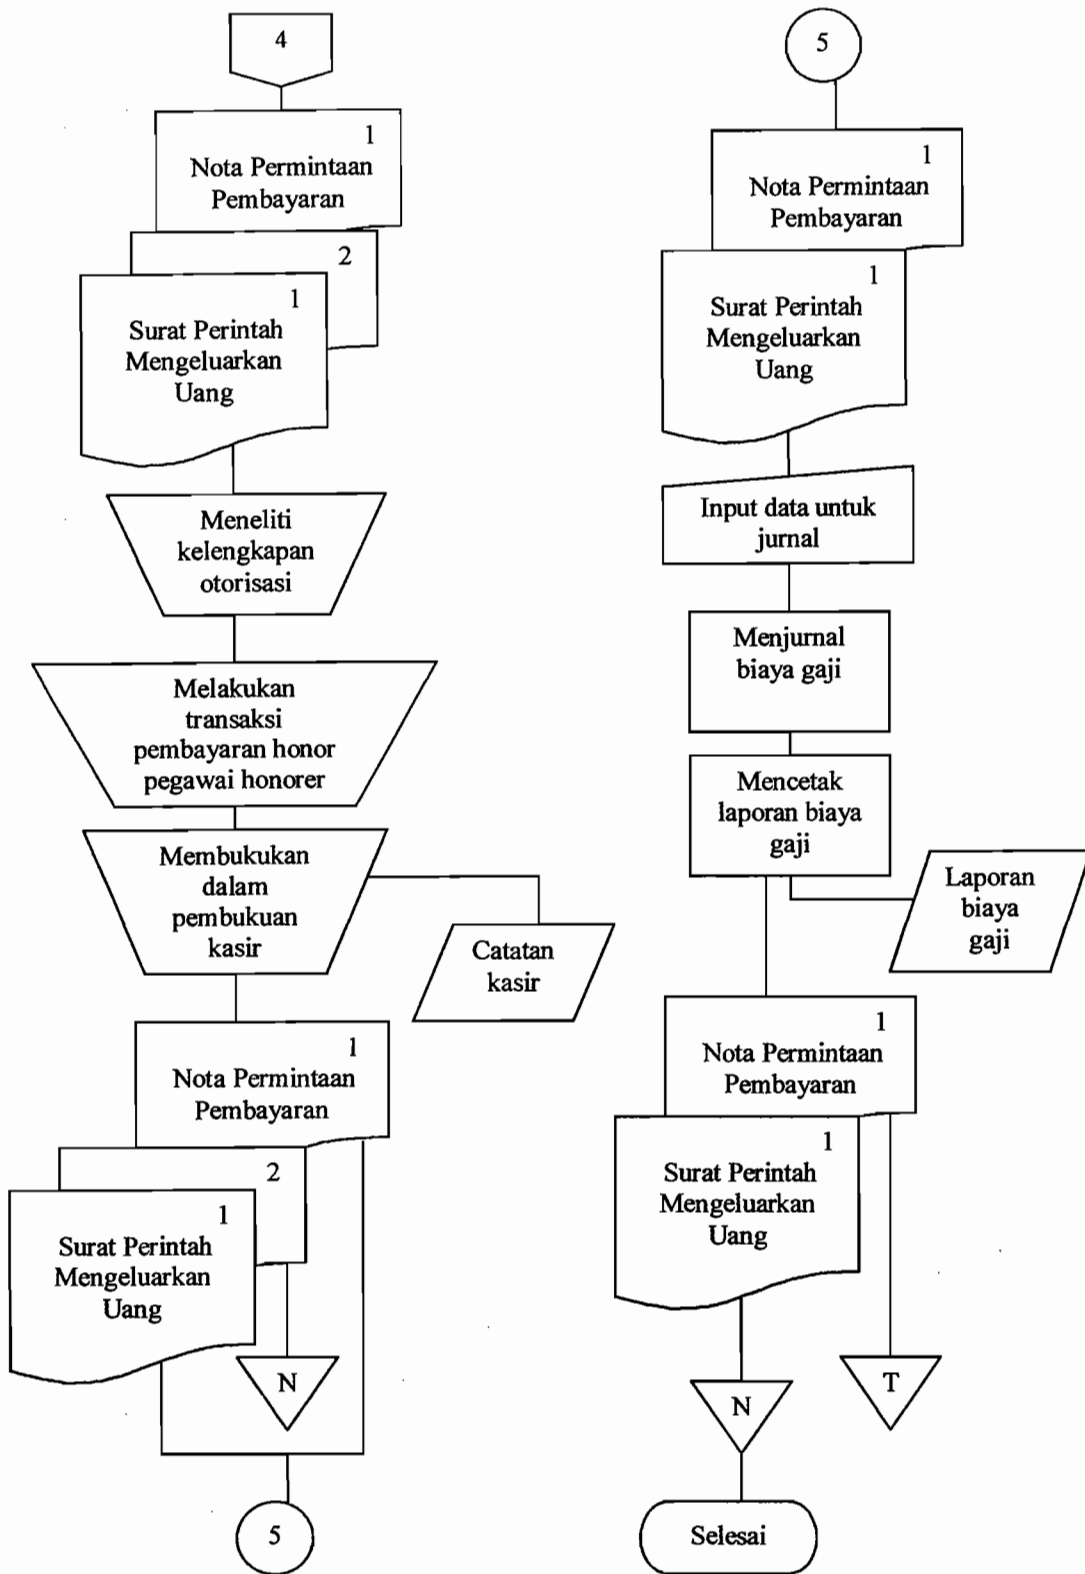 4
1
Nota Permintaan
Pembayaran
2
1
Surat Perintah
Mengeluarkan
Uang
Meneliti
kelengkapan
otorisasi
Melakukan
transaksi
pembayaran honor
pegawai honorer
Membukukan
dalam
pembukuan
kasir
Catatan
kasir
1
Nota Permintaan
Pembayaran
2
1
Surat Perintah
Mengeluarkan
Uang
N
5
5
1
Nota Permintaan
Pembayaran
1
Surat Perintah
Mengeluarkan
Uang
Input data untuk
jurnal
Menjurnal
biaya gaji
Mencetak
laporan biaya
gaji
Laporan
biaya
gaji
1
Nota Permintaan
Pembayaran
1
Surat Perintah
Mengeluarkan
Uang
T
N
Selesai